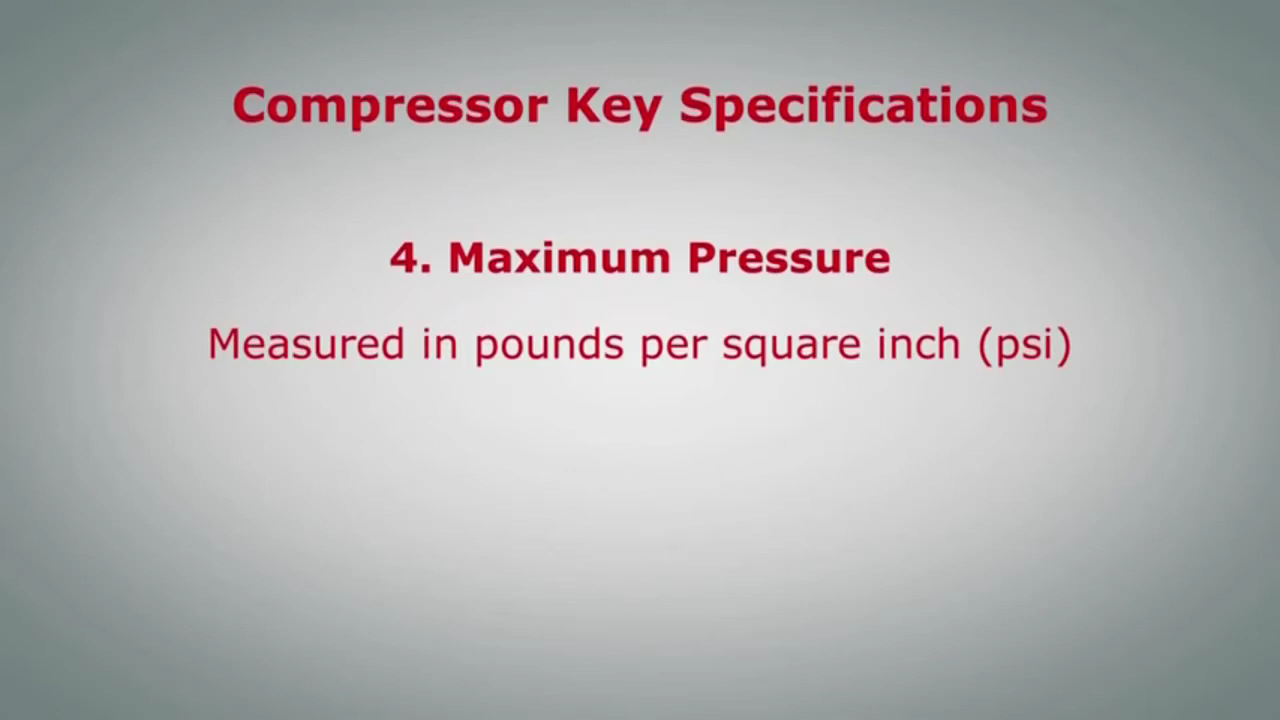 Compressor Key Specifications
4. Maximum Pressure
Measured in pounds per square inch (psi)